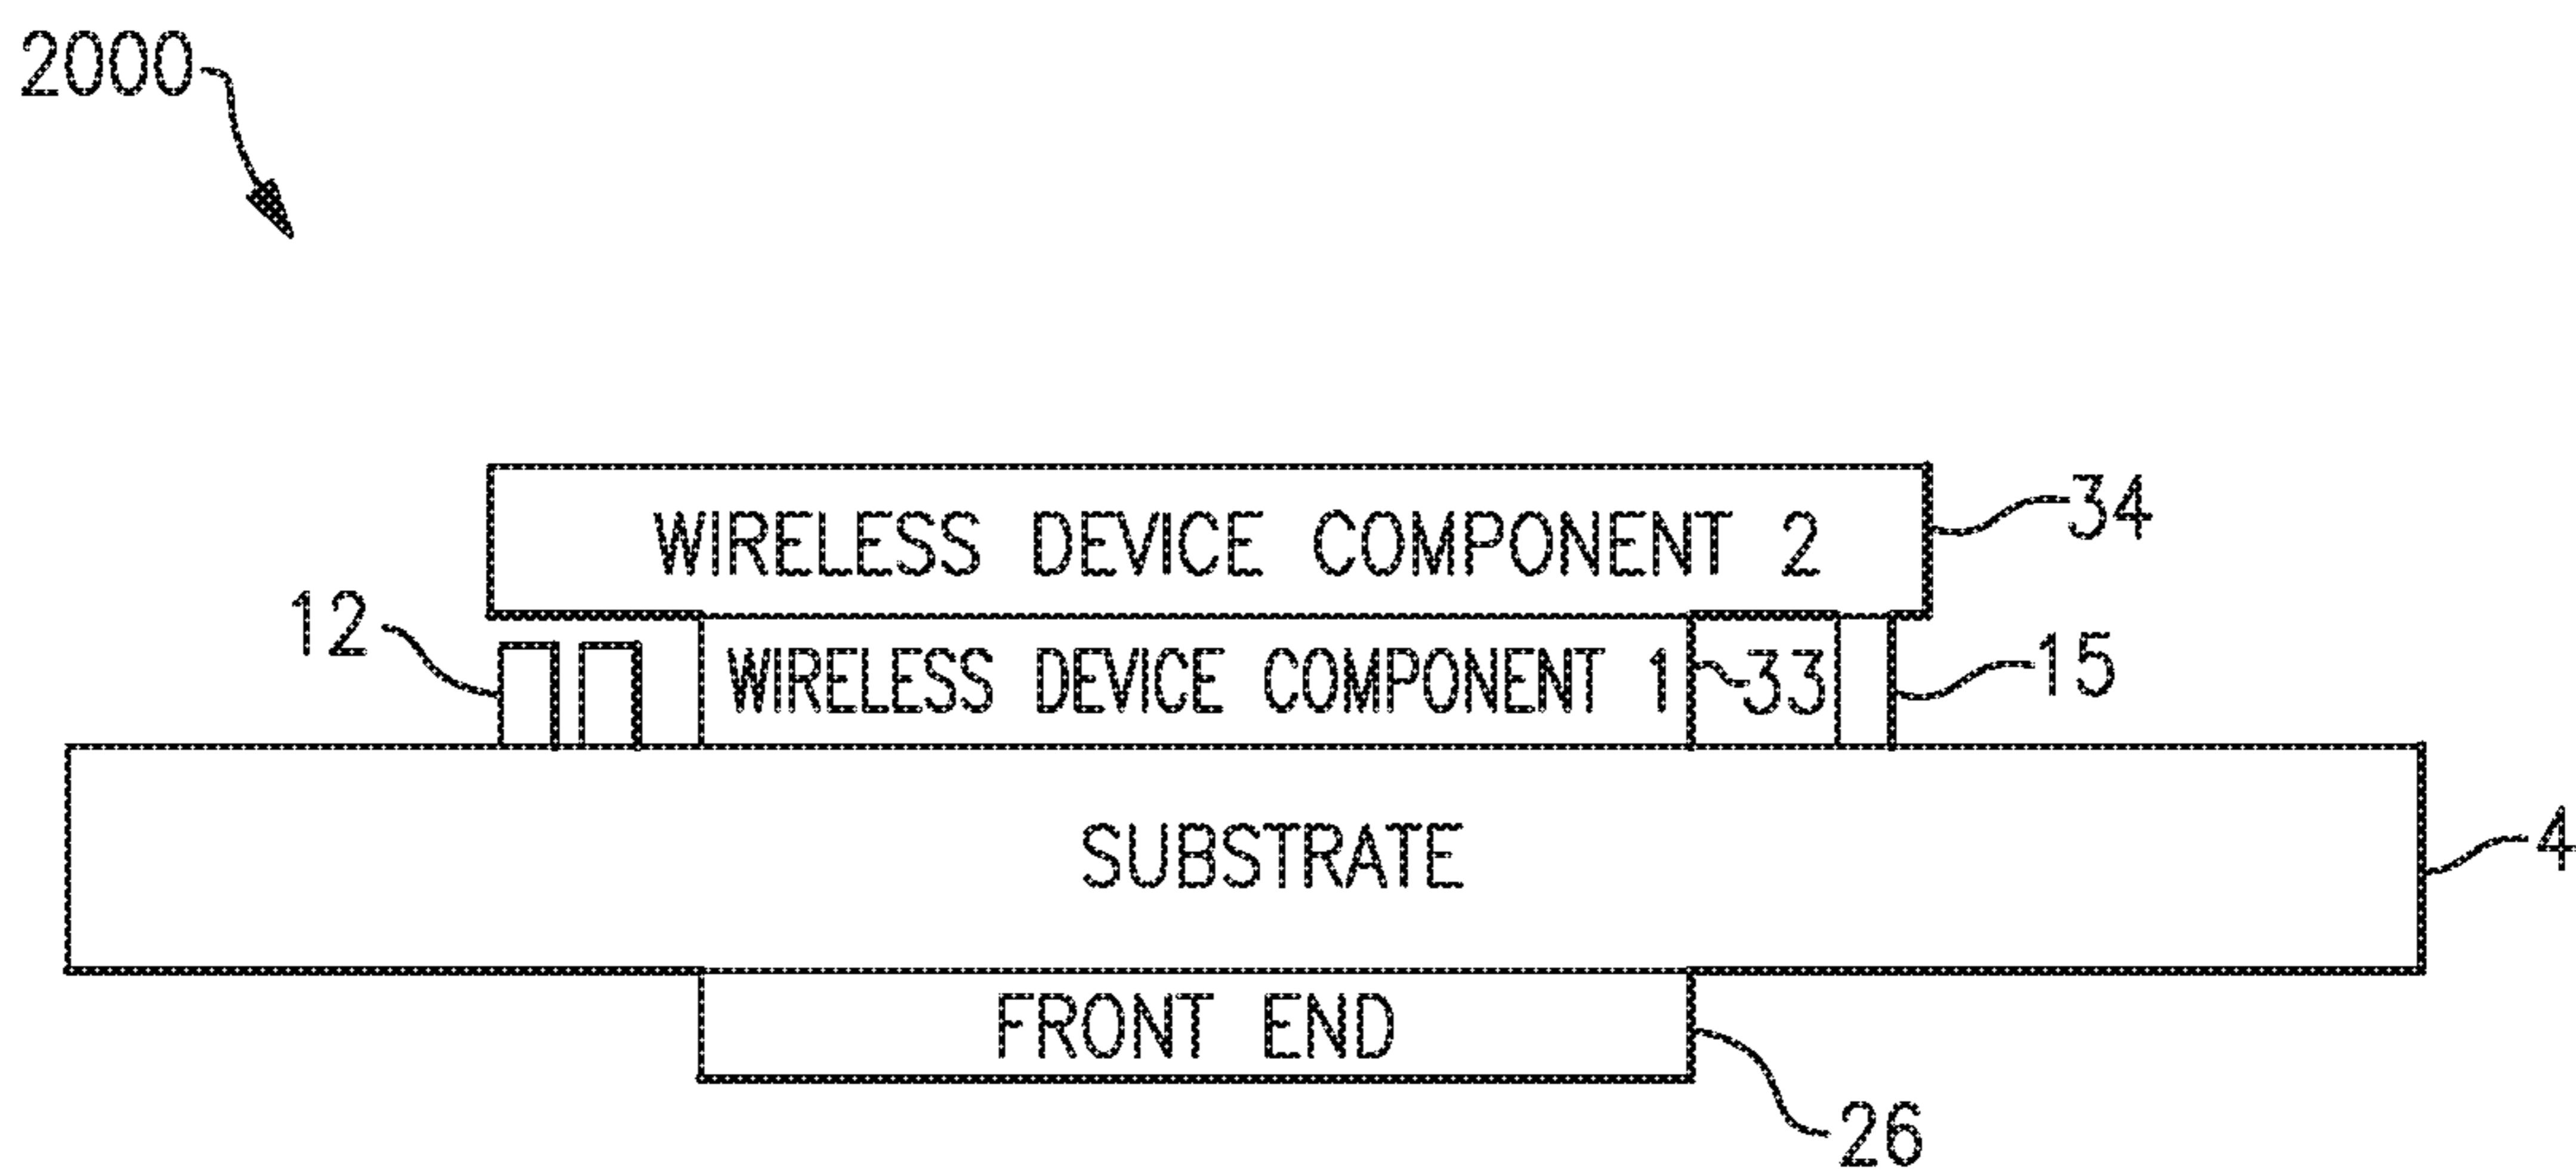 2000
WIRELESS DEVICE COMPONENT 2
34
12
WIRELESS DEVICE COMPONENT 1
33
15
SUBSTRATE
4
FRONT END
26